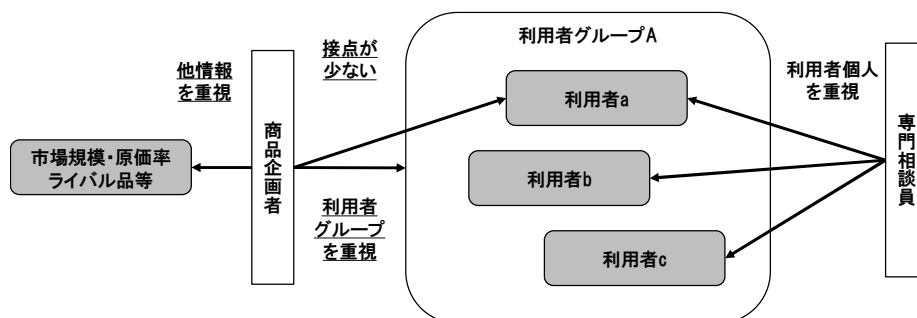 利用者グループA
接点が
少ない
他情報
を重視
利用者個人
を重視
利用者a
商品企画者
専門相談員
市場規模・原価率
ライバル品等
利用者b
利用者
グループ
を重視
利用者c